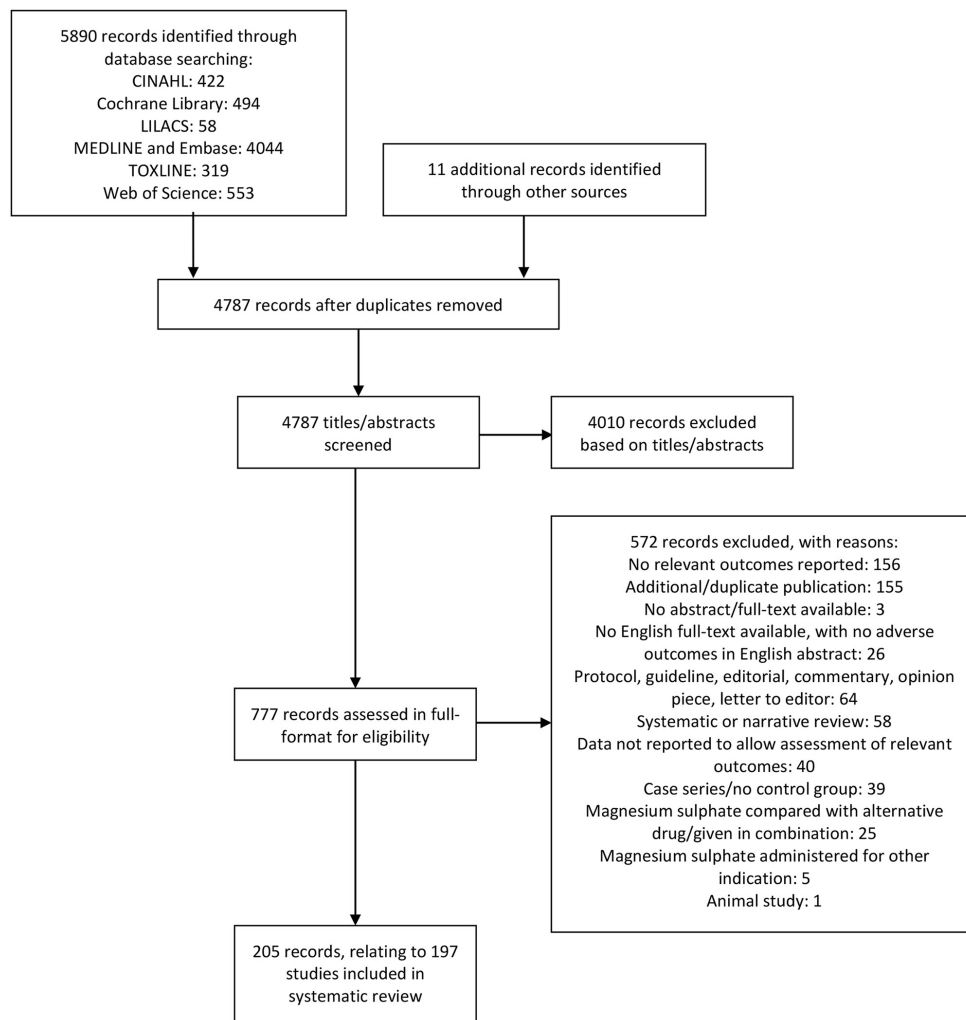 5890 records identified through
database searching:
CINAHL: 422
Cochrane Library: 494
LILACS: 58
MEDLINE and Embase: 4044
TOXLINE: 319
Web of Science: 553
11 additional records identified
through other sources
4787 records after duplicates removed
4787 titles/abstracts
screened
4010 records excluded
based on titles/abstracts
572 records excluded, with reasons:
No relevant outcomes reported: 156
Additional/duplicate publication: 155
No abstract/full-text available: 3
No English full-text available, with no adverse
outcomes in English abstract: 26
Protocol, guideline, editorial, commentary, opinion
piece, letter to editor: 64
Systematic or narrative review: 58
Data not reported to allow assessment of relevant
outcomes: 40
Case series/no control group: 39
Magnesium sulphate compared with alternative
drug/given in combination: 25
Magnesium sulphate administered for other
indication: 5
Animal study: 1
777 records assessed in full-
format for eligibility
205 records, relating to 197
studies included in
systematic review